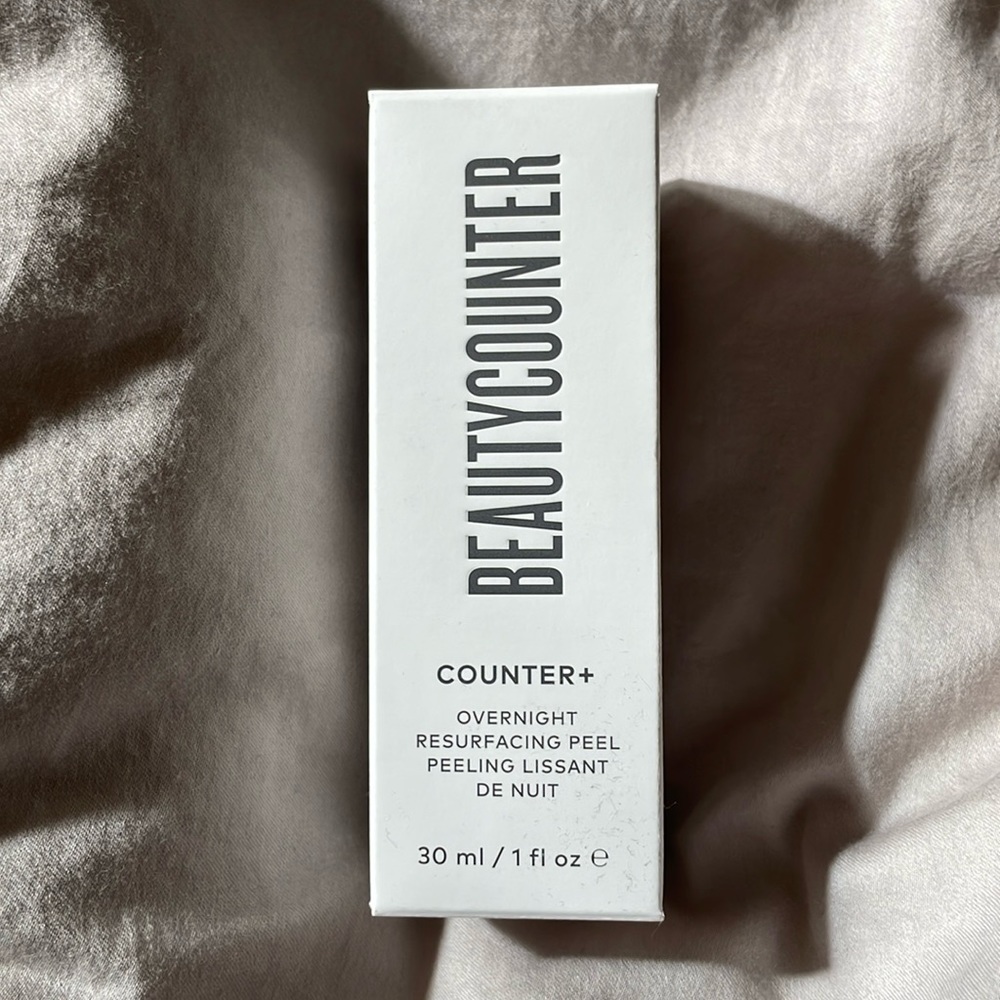 BEAUTYCOUNTER
COUNTER+
OVERNIGHT
RESURFACING PEEL
PEELING LISSANT
DE NUIT
30 ml / 1 fl oz ℮